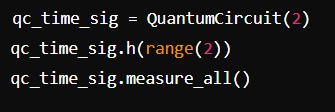 qc_time_sig = QuantumCircuit(2)
qc_time_sig.h(range(2))
qc_time_sig.measure_all()